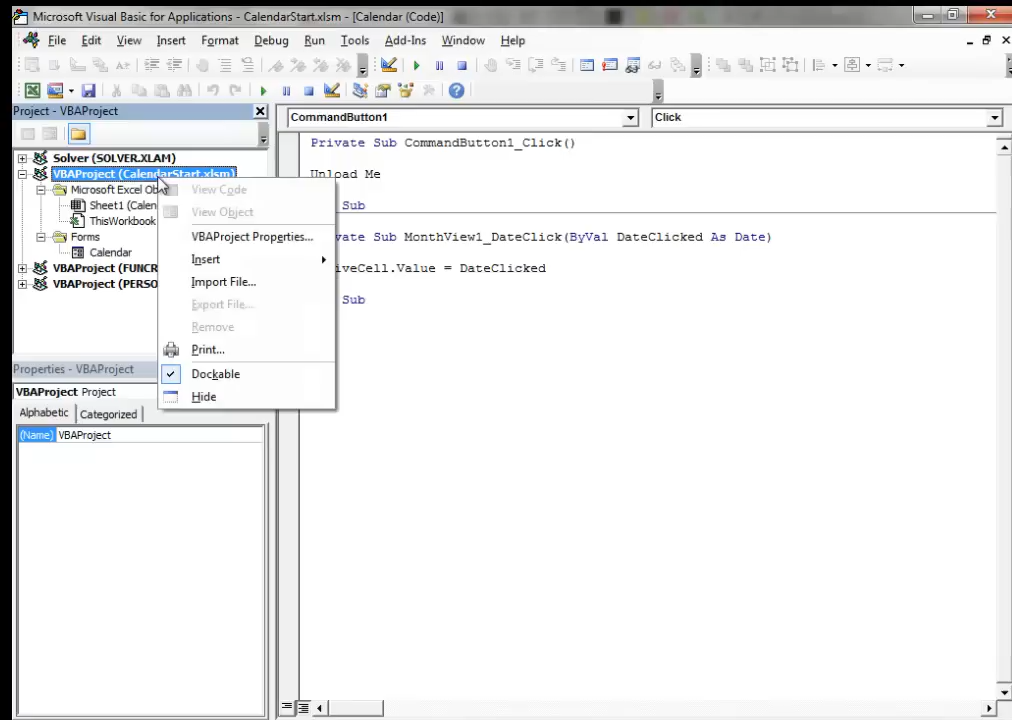 Microsoft Visual Basic for Applications - CalendarStart.xlsm - [Calendar (Code)]
File Edit View Insert Format Debug Run Tools Add-Ins Window Help
Project - VBAProject
CommandButton1
Click
Solver (SOLVER.XLAM)
VBAProject (CalendarStart.xlsm)
Microsoft Excel Ob
Sheet1 (Calen
ThisWorkbook
Forms
Calendar
VBAProject (FUNCR
VBAProject (PERSO
View Code
View Object
VBAProject Properties...
Insert
Import File...
Export File...
Remove
Print...
Dockable
Hide
Private Sub CommandButton1_Click()
Unload Me
Sub
vate Sub MonthView1_DateClick(ByVal DateClicked As Date)
iveCell.Value = DateClicked
Sub
Properties - VBAProject
VBAProject Project
Alphabetic Categorized
(Name) VBAProject